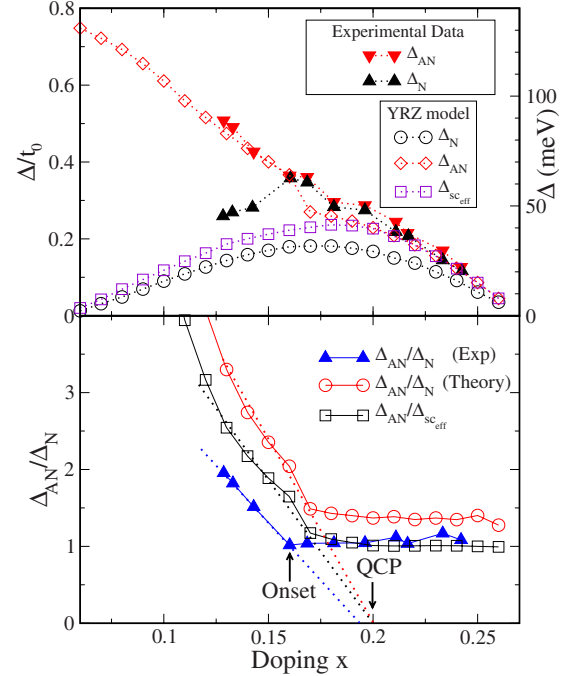 0.8
0.6
0.4
0.2
0
Δ/t₀
Experimental Data
Δ_AN
Δ_N
YRZ model
Δ_N
Δ_AN
Δ_sc_eff
100
50
0
Δ (meV)
3
2
1
0
Δ_AN/Δ_N
Δ_AN/Δ_N (Exp)
Δ_AN/Δ_N (Theory)
Δ_AN/Δ_sc_eff
Onset
QCP
0.1 0.15 0.2 0.25
Doping x